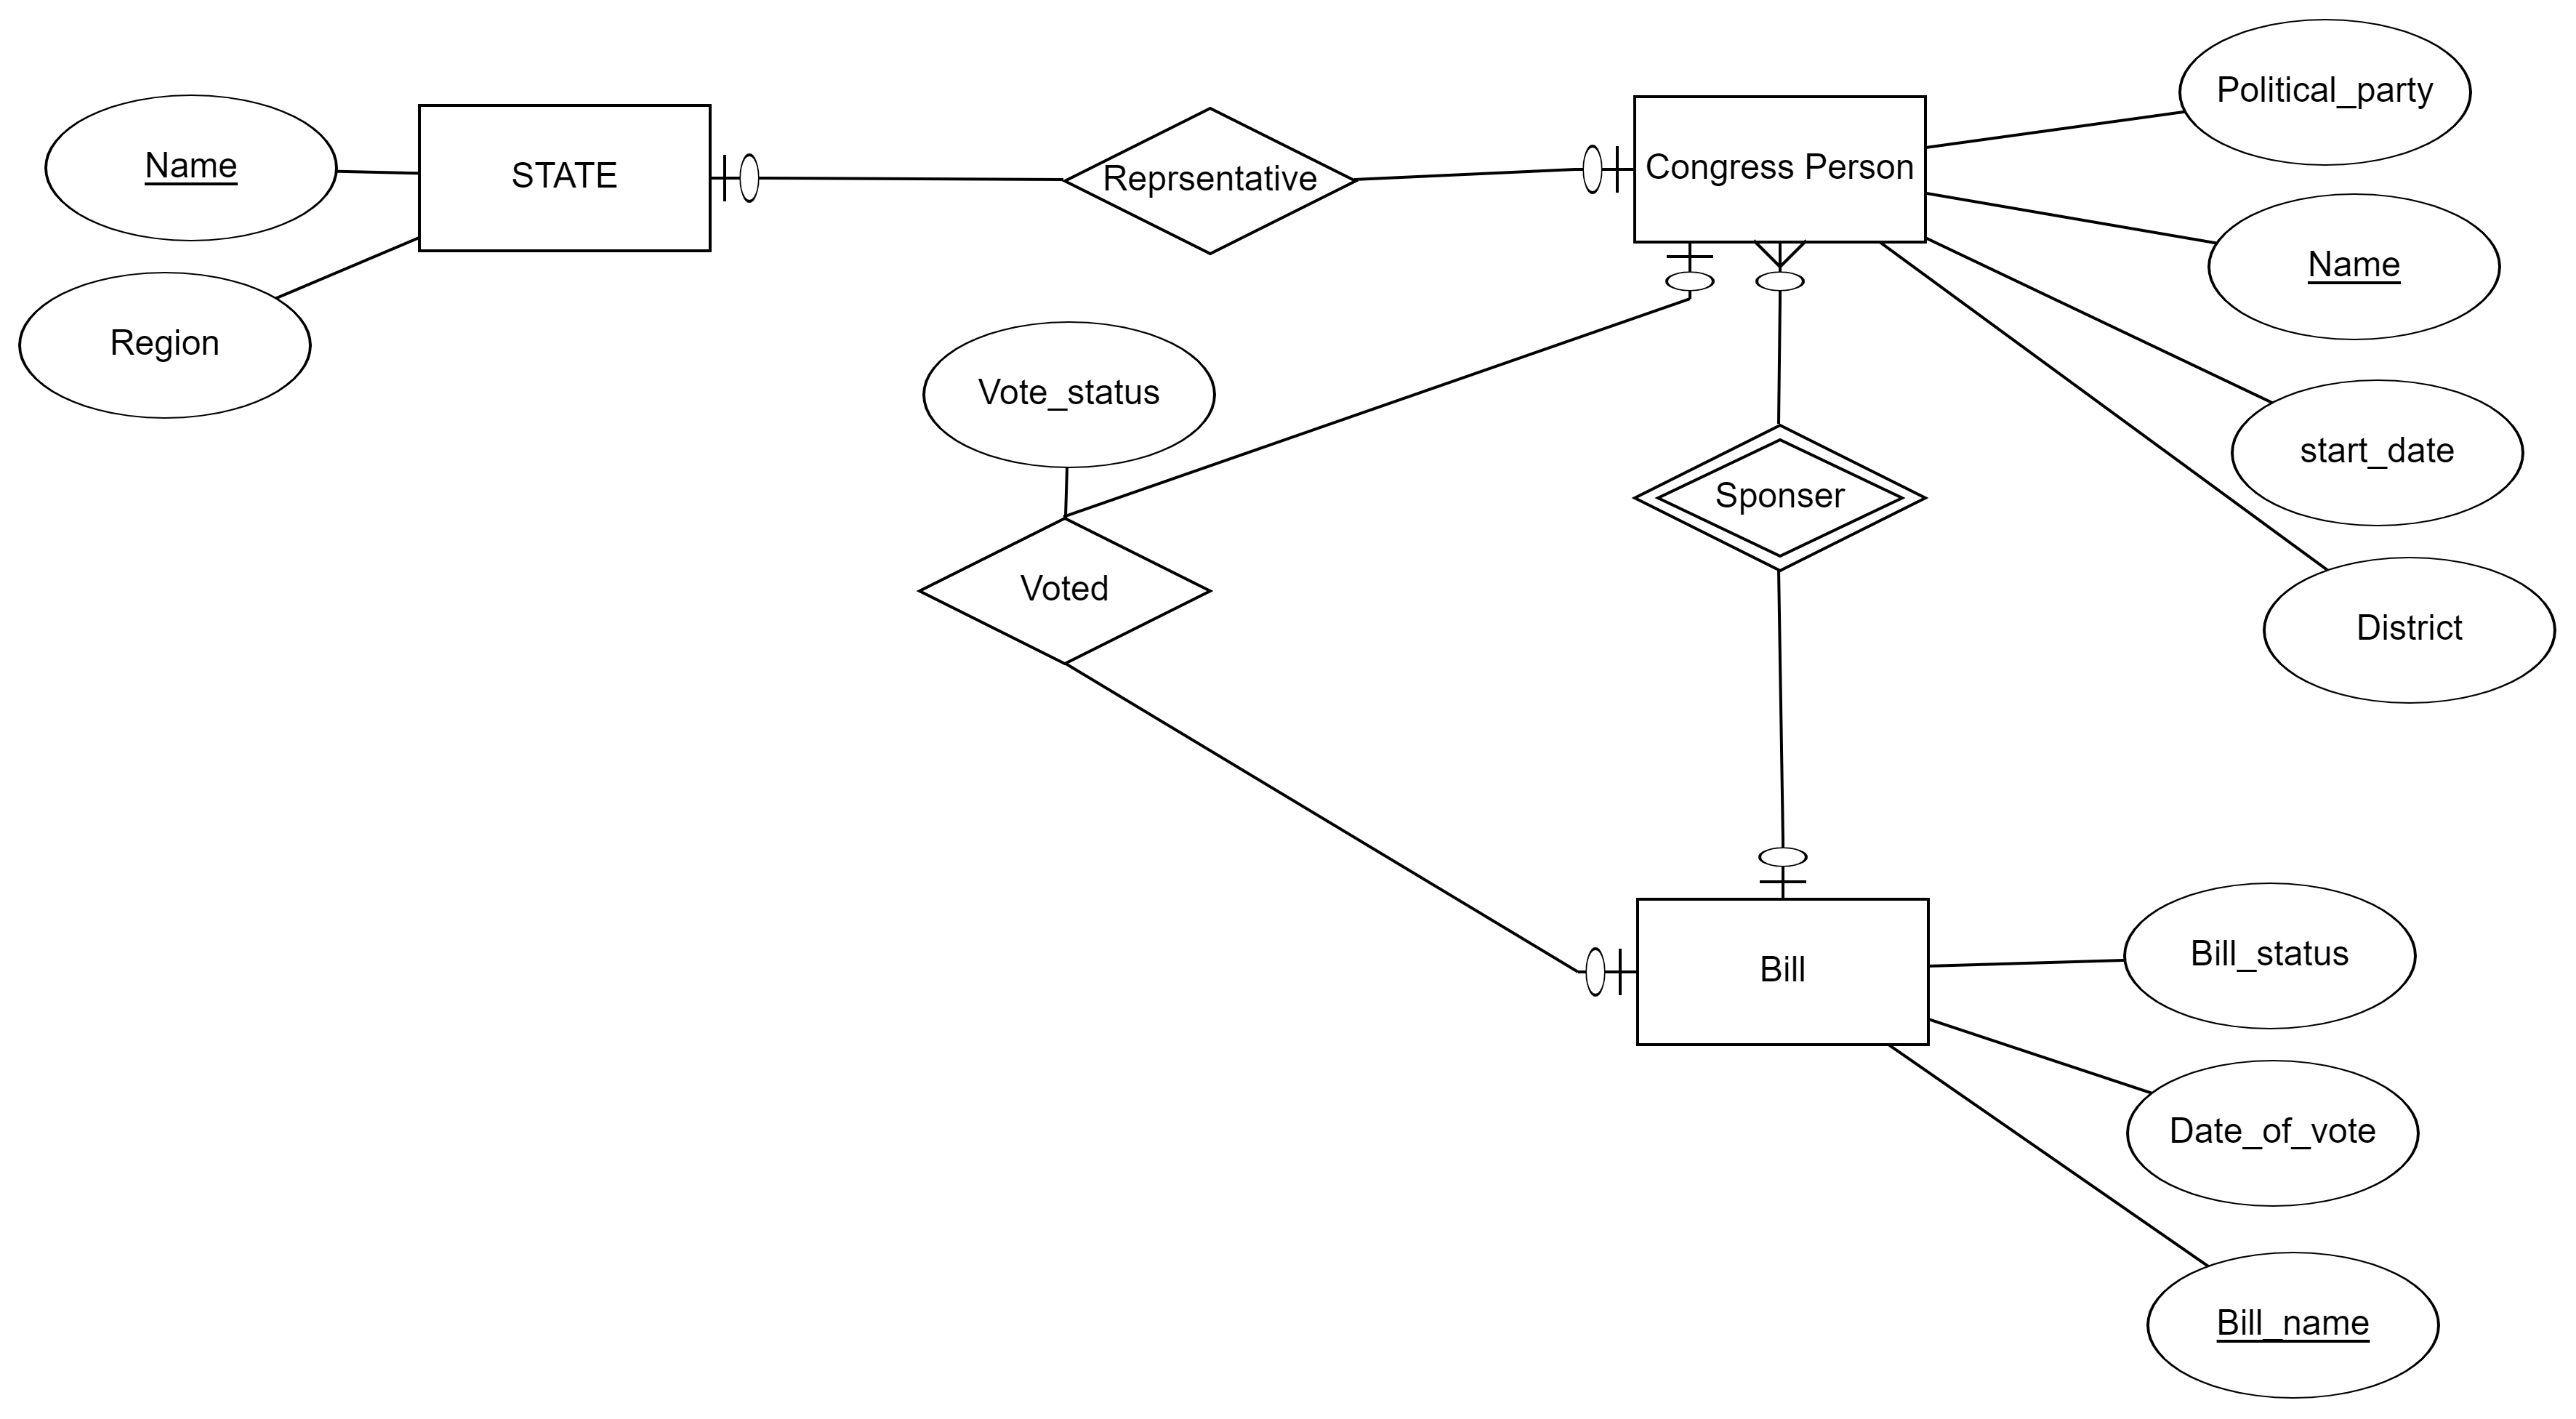 Political_party
Name
STATE
Reprsentative
Congress Person
Name
Region
Vote_status
start_date
Sponser
Voted
District
Bill_status
Bill
Date_of_vote
Bill_name